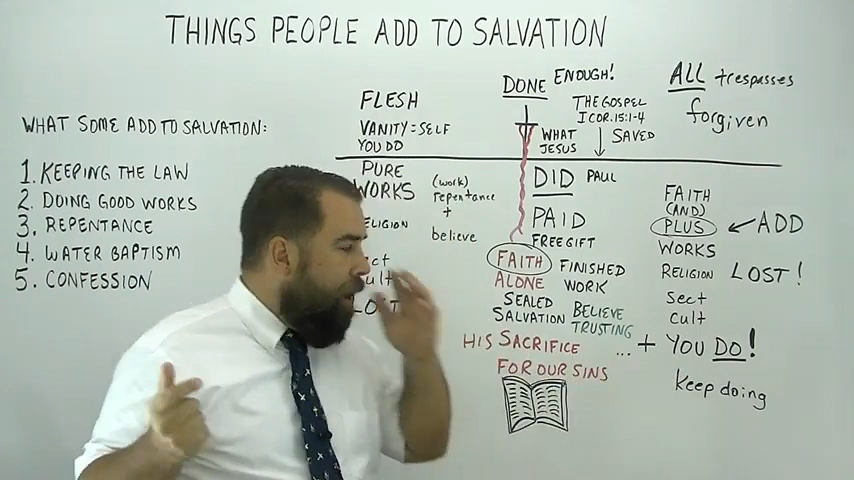 THINGS PEOPLE ADD TO SALVATION
WHAT SOME ADD TO SALVATION:
1. KEEPING THE LAW
2. DOING GOOD WORKS
3. REPENTANCE
4. WATER BAPTISM
5. CONFESSION
FLESH
VANITY=SELF
YOU DO
PURE
WORKS
(work)
repentance
+
believe
LOST
DONE ENOUGH!
THE GOSPEL
I COR.15:1-4
WHAT
JESUS
SAVED
DID PAUL
PAID
FREE GIFT
FAITH
ALONE
FINISHED
WORK
SEALED
SALVATION
BELIEVE
TRUSTING
HIS SACRIFICE
FOR OUR SINS
ALL trespasses
forgiven
FAITH
(AND)
PLUS
ADD
WORKS
RELIGION LOST!
Sect
cult
... + YOU DO!
Keep doing